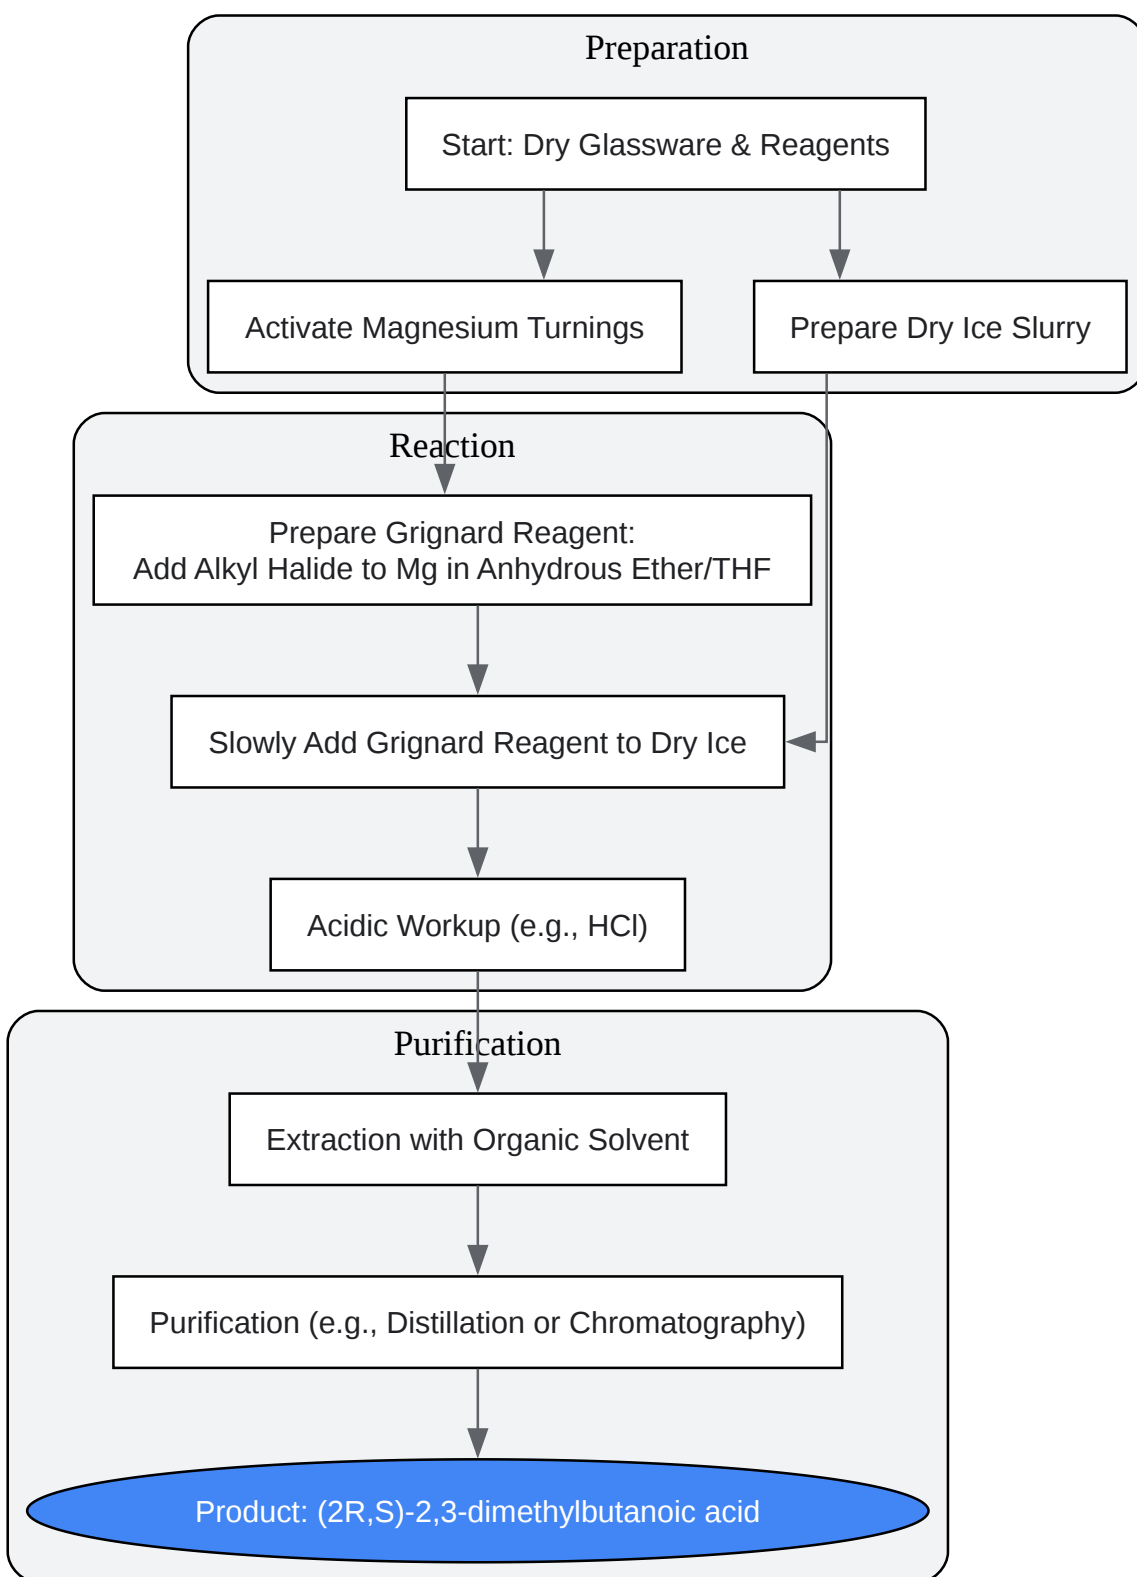 Preparation
Start: Dry Glassware & Reagents
Activate Magnesium Turnings
Prepare Dry Ice Slurry
Reaction
Prepare Grignard Reagent:
Add Alkyl Halide to Mg in Anhydrous Ether/THF
Slowly Add Grignard Reagent to Dry Ice
Acidic Workup (e.g., HCl)
Purification
Extraction with Organic Solvent
Purification (e.g., Distillation or Chromatography)
Product: (2R,S)-2,3-dimethylbutanoic acid